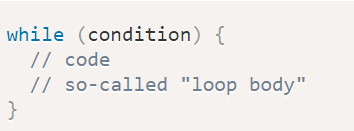 while (condition) {
  // code
  // so-called "loop body"
}